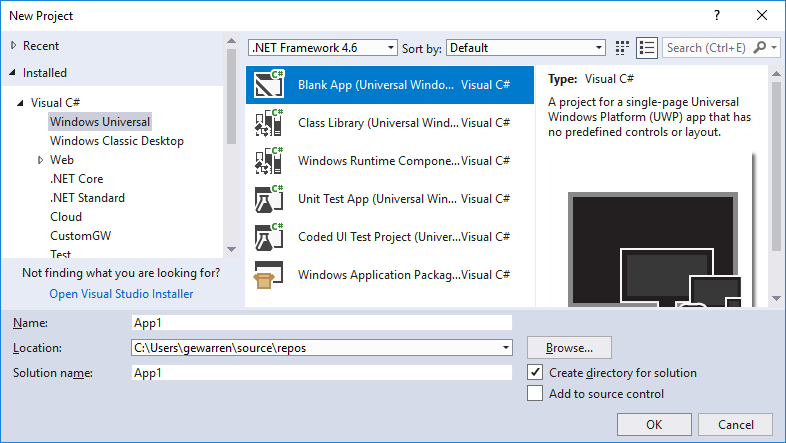 New Project
?
Recent
Installed
Visual C#
Windows Universal
Windows Classic Desktop
Web
.NET Core
.NET Standard
Cloud
CustomGW
Test
Not finding what you are looking for?
Open Visual Studio Installer
.NET Framework 4.6
Sort by:
Default
Search (Ctrl+E)
C# Blank App (Universal Windo... Visual C#
C# Class Library (Universal Wind... Visual C#
C# Windows Runtime Compone... Visual C#
C# Unit Test App (Universal Win... Visual C#
C# Coded UI Test Project (Univer... Visual C#
Windows Application Packag... Visual C#
Type: Visual C#
A project for a single-page Universal
Windows Platform (UWP) app that has
no predefined controls or layout.
Name: App1
Location: C:\Users\gewarren\source\repos
Browse...
Solution name: App1
Create directory for solution
Add to source control
OK
Cancel